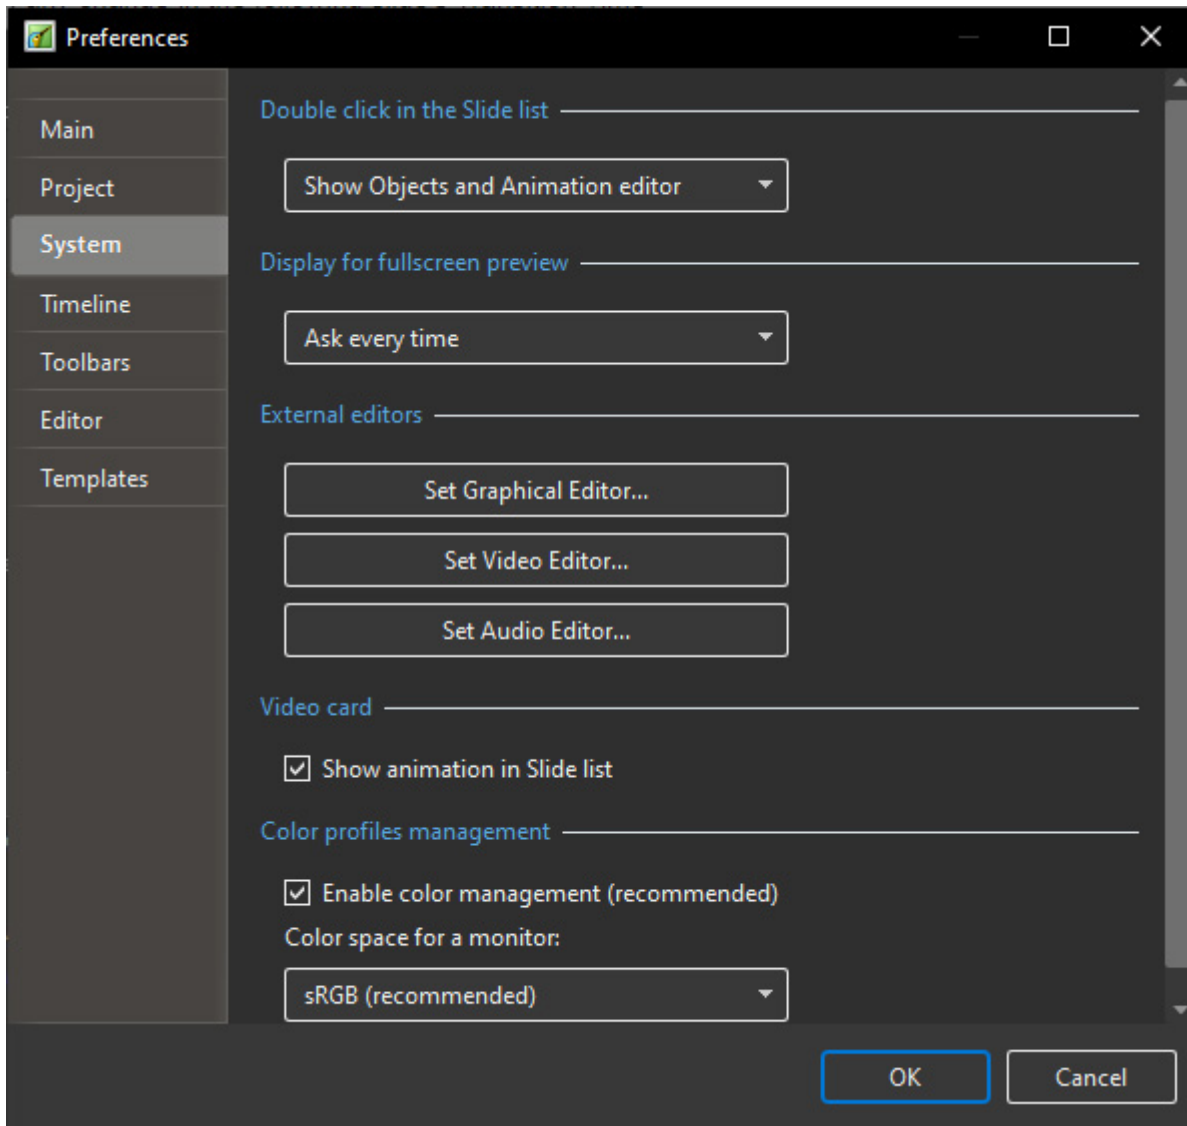 Preferences
Main
Project
System
Timeline
Toolbars
Editor
Templates
Double click in the Slide list
Show Objects and Animation editor
Display for fullscreen preview
Ask every time
External editors
Set Graphical Editor...
Set Video Editor...
Set Audio Editor...
Video card
Show animation in Slide list
Color profiles management
Enable color management (recommended)
Color space for a monitor:
sRGB (recommended)
OK
Cancel